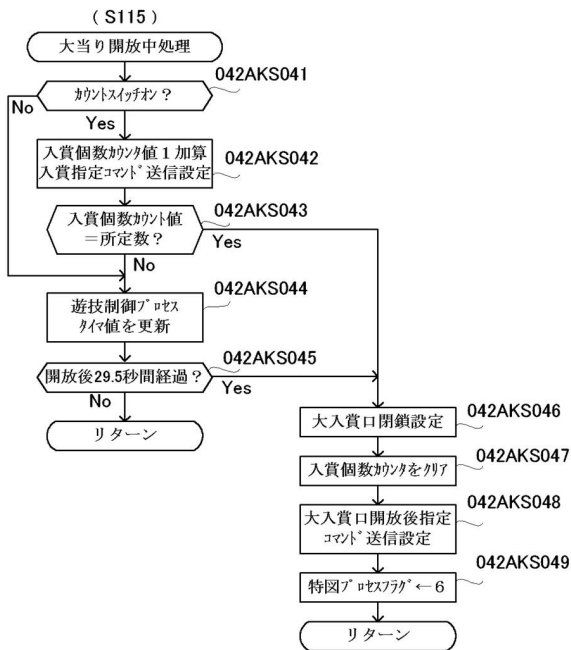 (S115)
大当り開放中処理
042AKS041
ｶｳﾝﾄｽｲｯﾁｵﾝ?
No
Yes
入賞個数ｶｳﾝﾀ値1加算
入賞指定ｺﾏﾝﾄﾞ送信設定
042AKS042
入賞個数ｶｳﾝﾄ値
=所定数?
042AKS043
Yes
No
042AKS044
遊技制御ﾌﾟﾛｾｽ
ﾀｲﾏ値を更新
042AKS045
開放後29.5秒間経過?
Yes
No
リターン
大入賞口閉鎖設定
042AKS046
入賞個数ｶｳﾝﾀをｸﾘｱ
042AKS047
大入賞口開放後指定
ｺﾏﾝﾄﾞ送信設定
042AKS048
特図ﾌﾟﾛｾｽﾌﾗｸﾞ←6
042AKS049
リターン